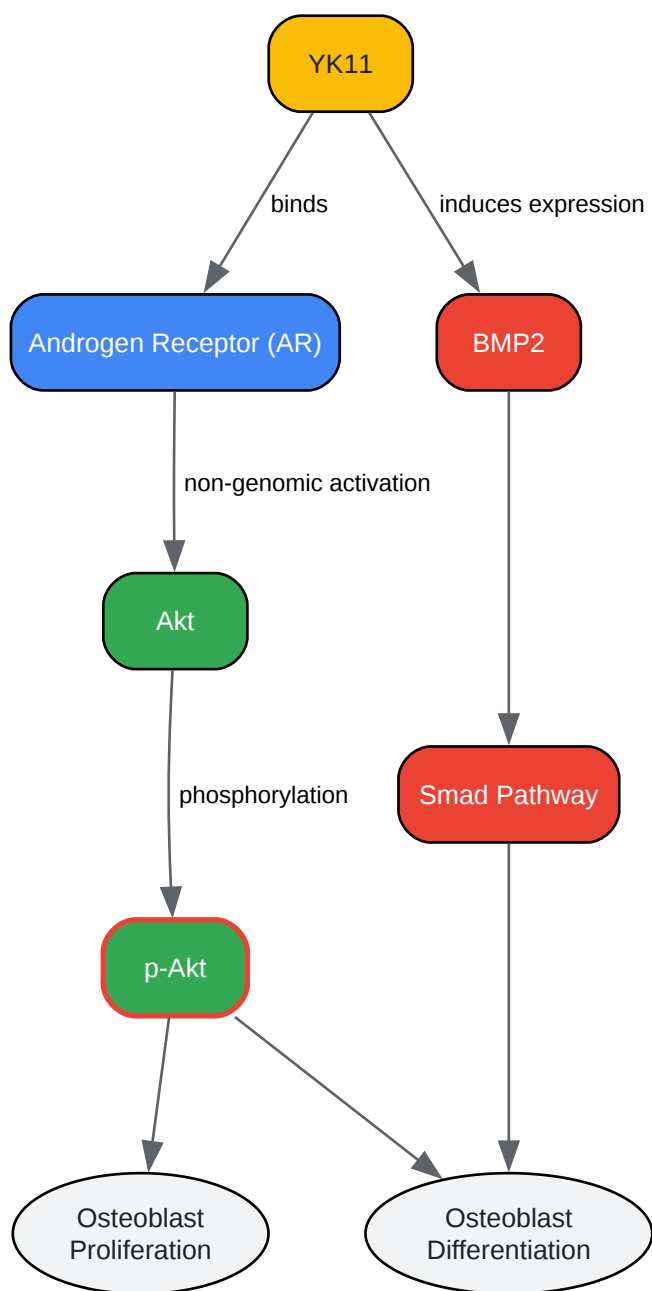 YK11
binds
induces expression
Androgen Receptor (AR)
BMP2
non-genomic activation
Akt
phosphorylation
Smad Pathway
p-Akt
Osteoblast
Proliferation
Osteoblast
Differentiation